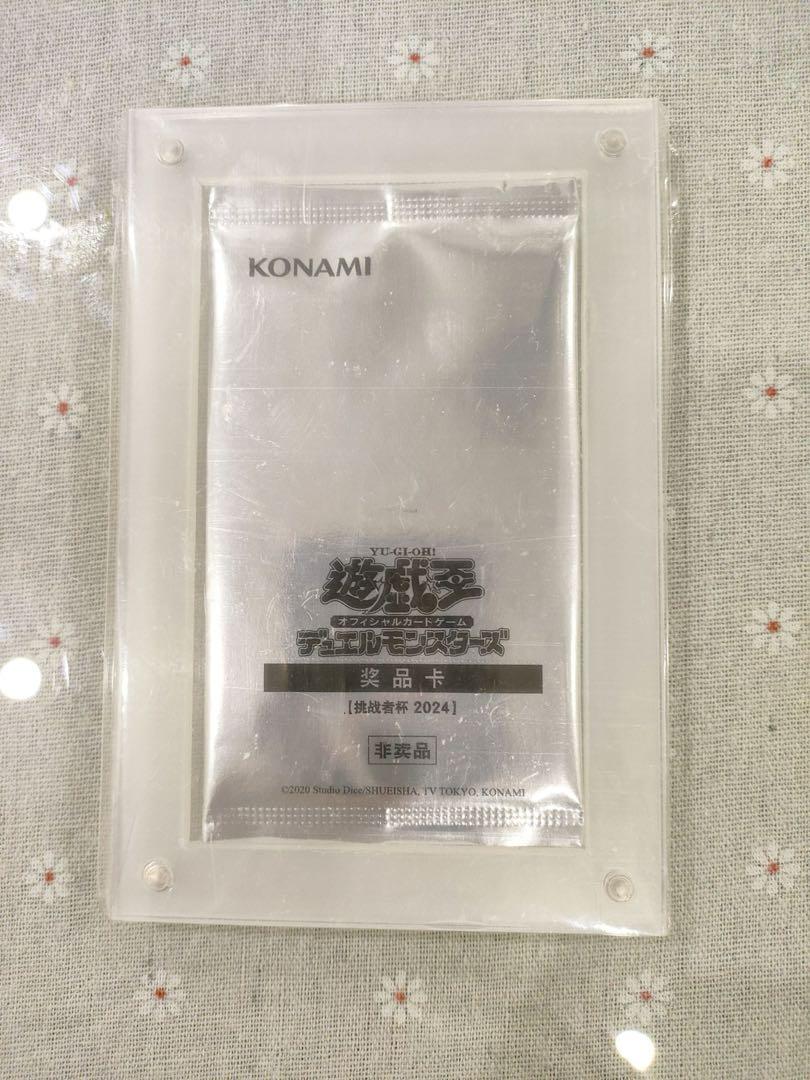 KONAMI
YU-GI-OH!
遊戯王
オフィシャルカードゲーム
デュエルモンスターズ
奖品卡
【挑战者杯 2024】
非卖品
©2020 Studio Dice/SHUEISHA, TV TOKYO, KONAMI